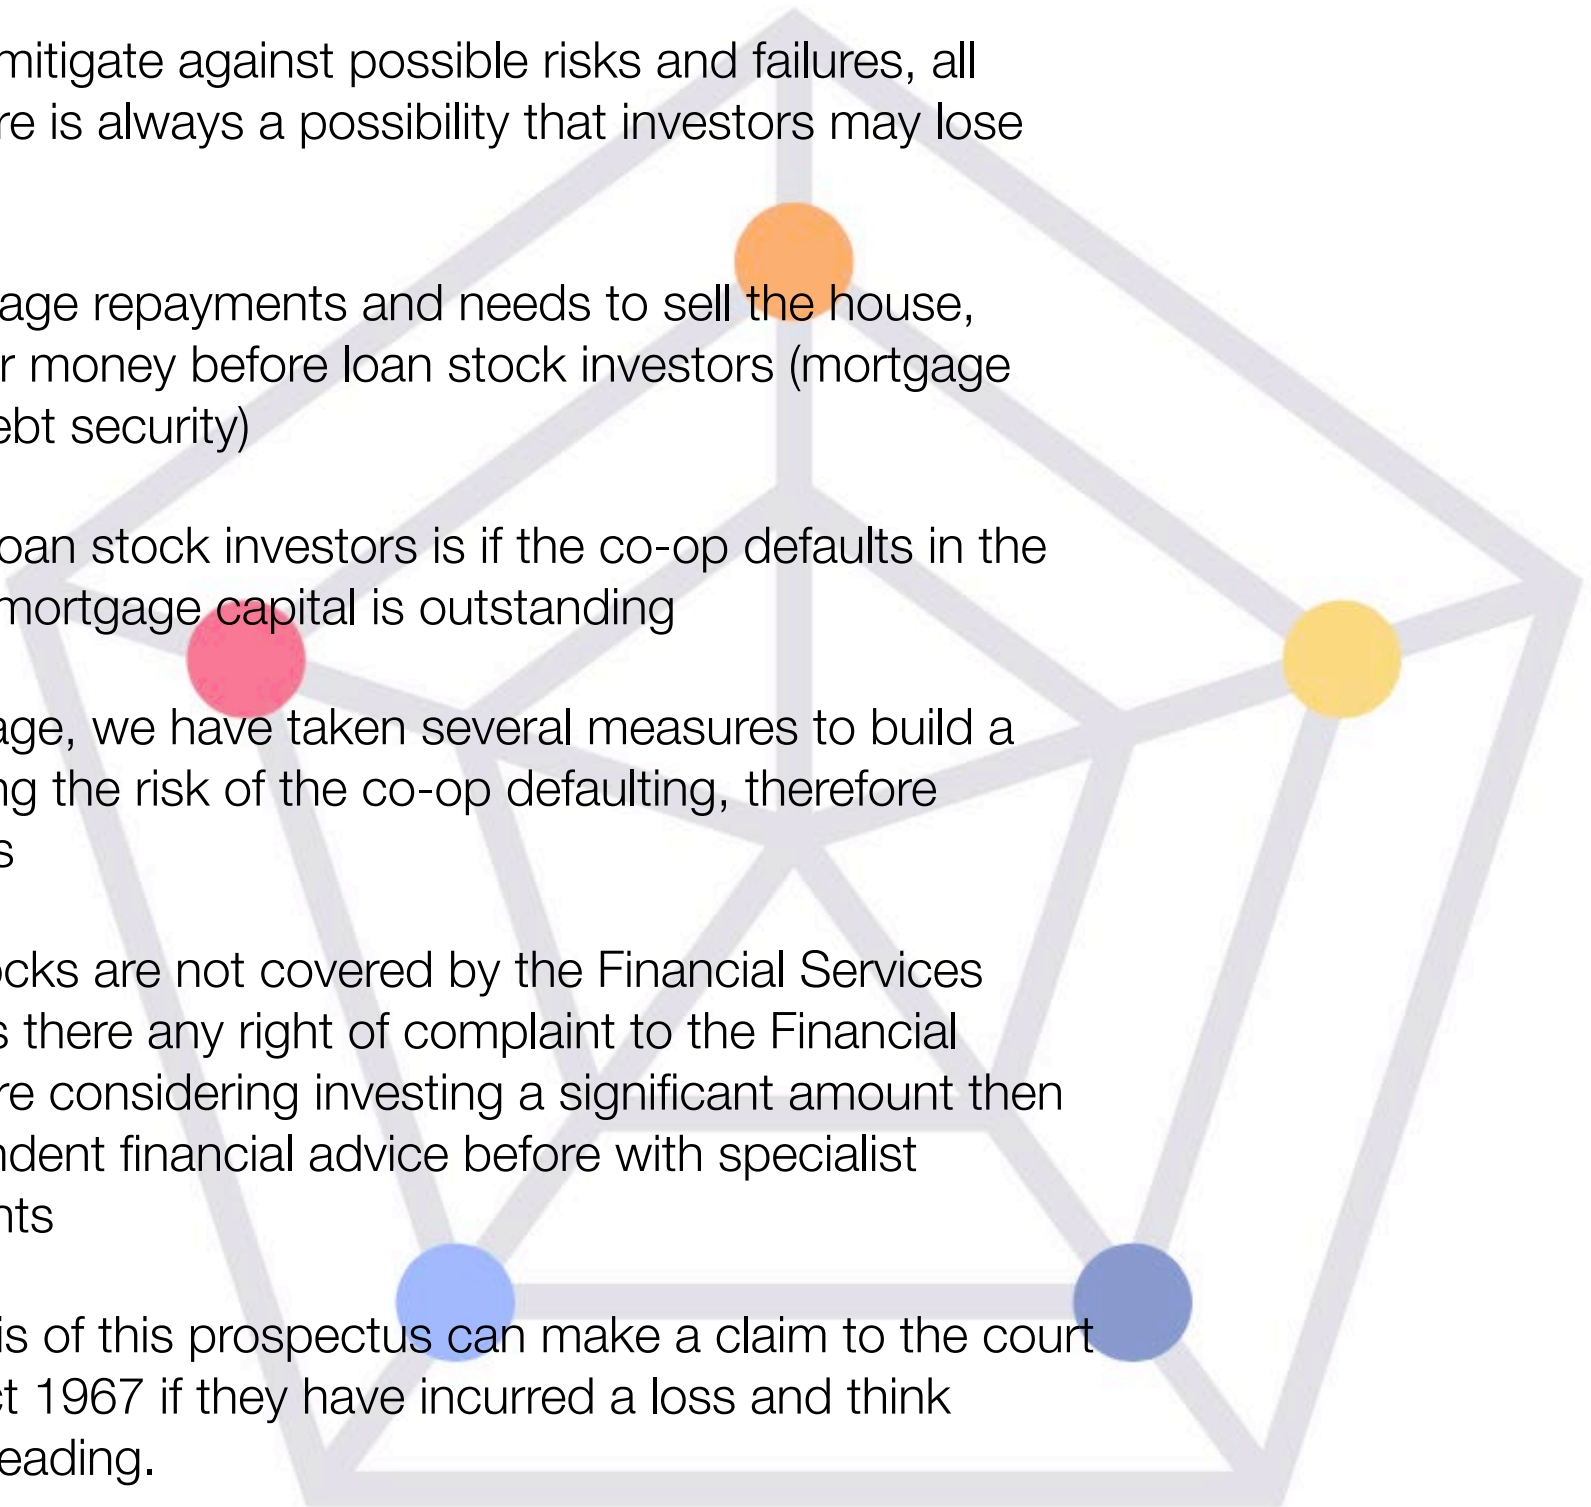 mitigate against possible risks and failures, all
re is always a possibility that investors may lose
age repayments and needs to sell the house,
r money before loan stock investors (mortgage
ebt security)
oan stock investors is if the co-op defaults in the
mortgage capital is outstanding
age, we have taken several measures to build a
ng the risk of the co-op defaulting, therefore
s
ocks are not covered by the Financial Services
s there any right of complaint to the Financial
re considering investing a significant amount then
ndent financial advice before with specialist
nts
is of this prospectus can make a claim to the court
ct 1967 if they have incurred a loss and think
eading.